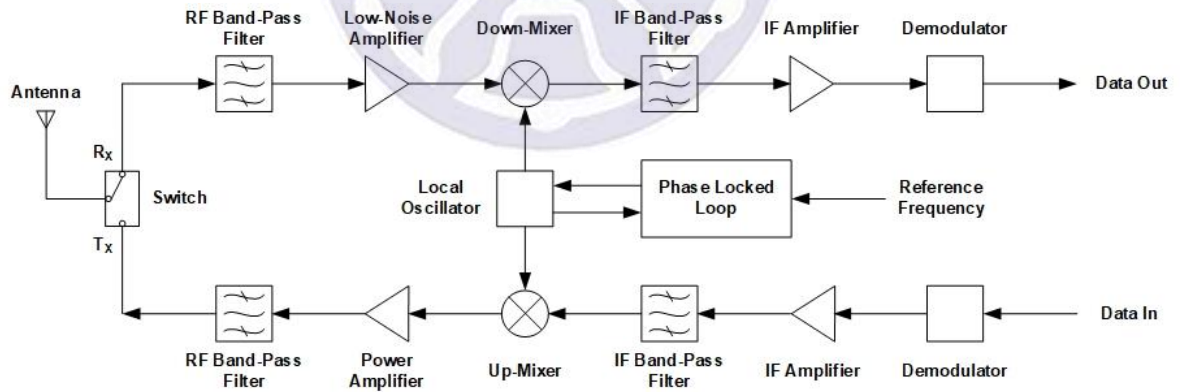 RF Band-Pass
Filter
Low-Noise
Amplifier
Down-Mixer
IF Band-Pass
Filter
IF Amplifier
Demodulator
Antenna
Data Out
RX
Switch
TX
Local
Oscillator
Phase Locked
Loop
Reference
Frequency
Data In
RF Band-Pass
Filter
Power
Amplifier
Up-Mixer
IF Band-Pass
Filter
IF Amplifier
Demodulator